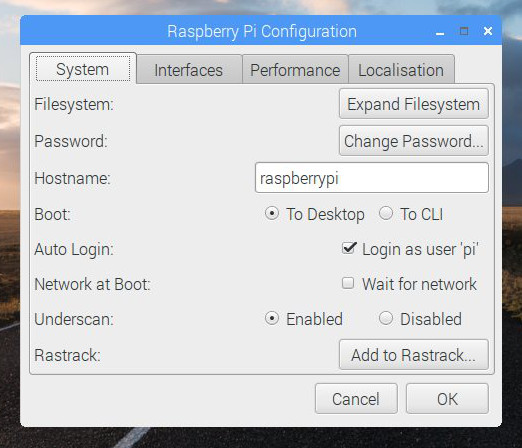 Raspberry Pi Configuration
System Interfaces Performance Localisation
Filesystem: Expand Filesystem
Password: Change Password...
Hostname: raspberrypi
Boot: To Desktop To CLI
Auto Login: Login as user 'pi'
Network at Boot: Wait for network
Underscan: Enabled Disabled
Rastrack: Add to Rastrack...
Cancel OK